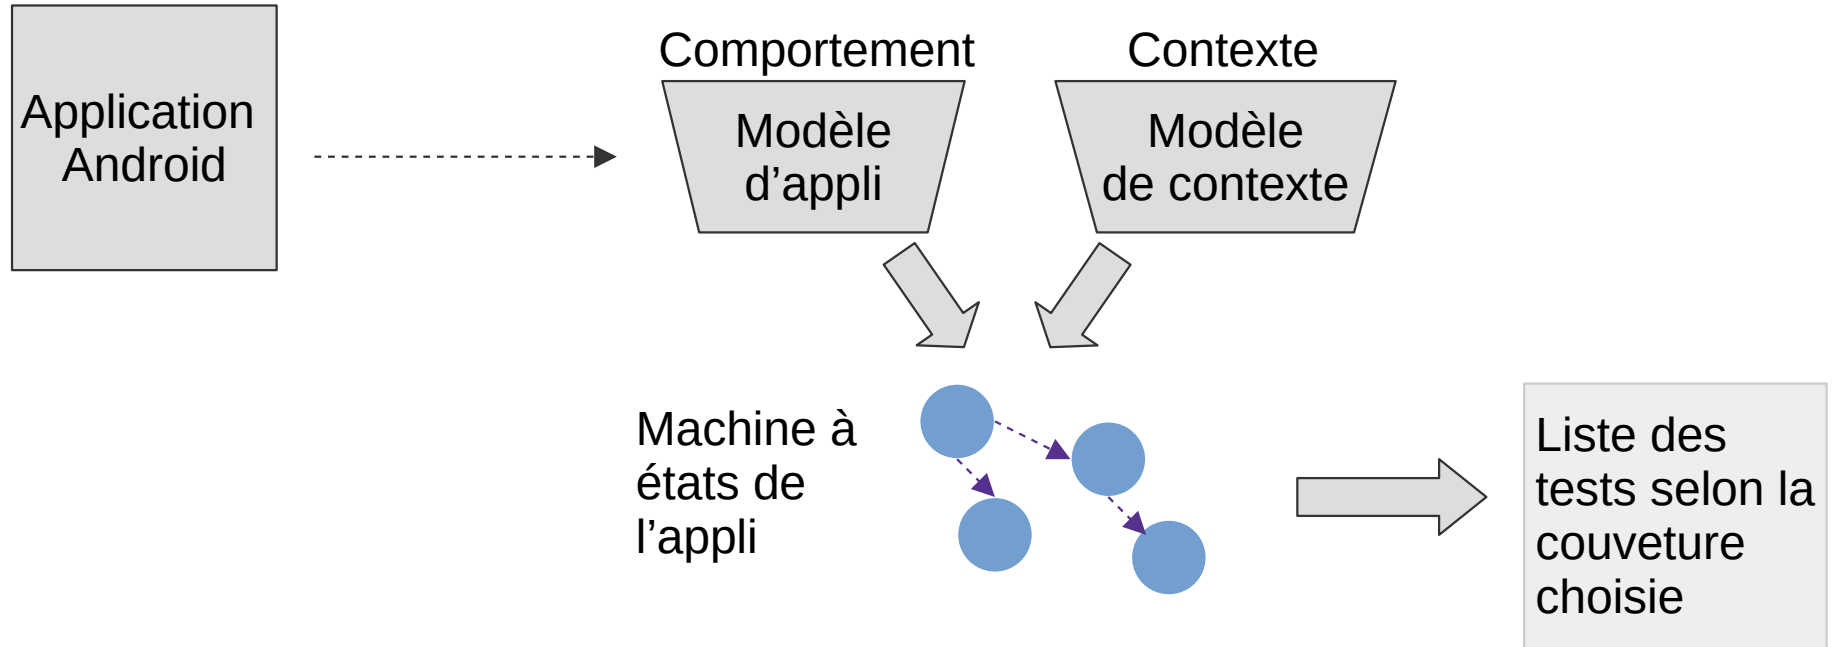 Application
Android
Comportement
Modèle
d’appli
Contexte
Modèle
de contexte
Machine à
états de
l’appli
Liste des
tests selon la
couveture
choisie